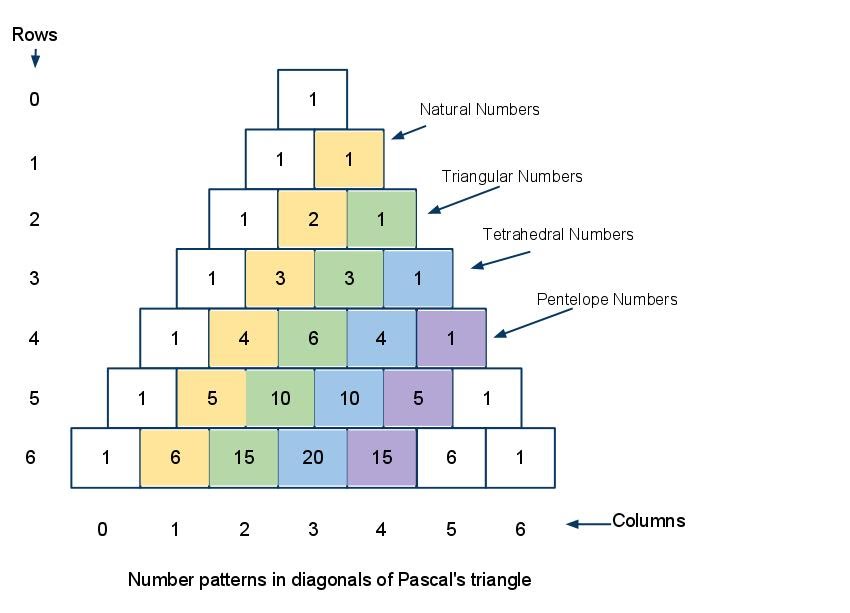 Rows
0 1
Natural Numbers
1 1 1
Triangular Numbers
2 1 2 1
Tetrahedral Numbers
3 1 3 3 1
Pentelope Numbers
4 1 4 6 4 1
5 1 5 10 10 5 1
6 1 6 15 20 15 6 1
0 1 2 3 4 5 6 Columns
Number patterns in diagonals of Pascal's triangle